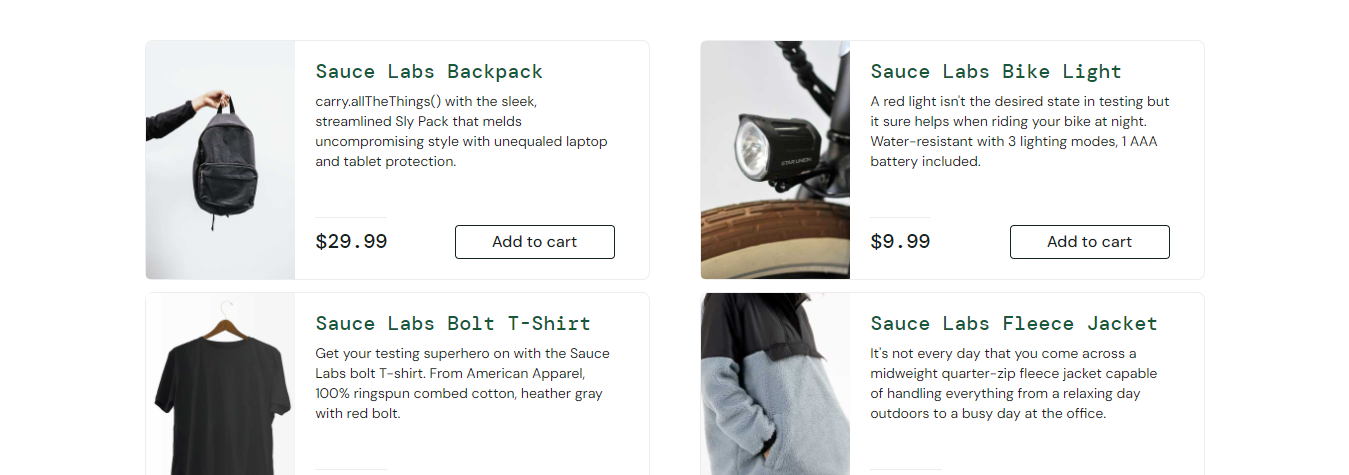 Sauce Labs Backpack
carry.allTheThings() with the sleek,
streamlined Sly Pack that melds
uncompromising style with unequaled laptop
and tablet protection.
$29.99
Add to cart
Sauce Labs Bike Light
A red light isn't the desired state in testing but
it sure helps when riding your bike at night.
Water-resistant with 3 lighting modes, 1 AAA
battery included.
STAR UNION
$9.99
Add to cart
Sauce Labs Bolt T-Shirt
Get your testing superhero on with the Sauce
Labs bolt T-shirt. From American Apparel,
100% ringspun combed cotton, heather gray
with red bolt.
Sauce Labs Fleece Jacket
It's not every day that you come across a
midweight quarter-zip fleece jacket capable
of handling everything from a relaxing day
outdoors to a busy day at the office.